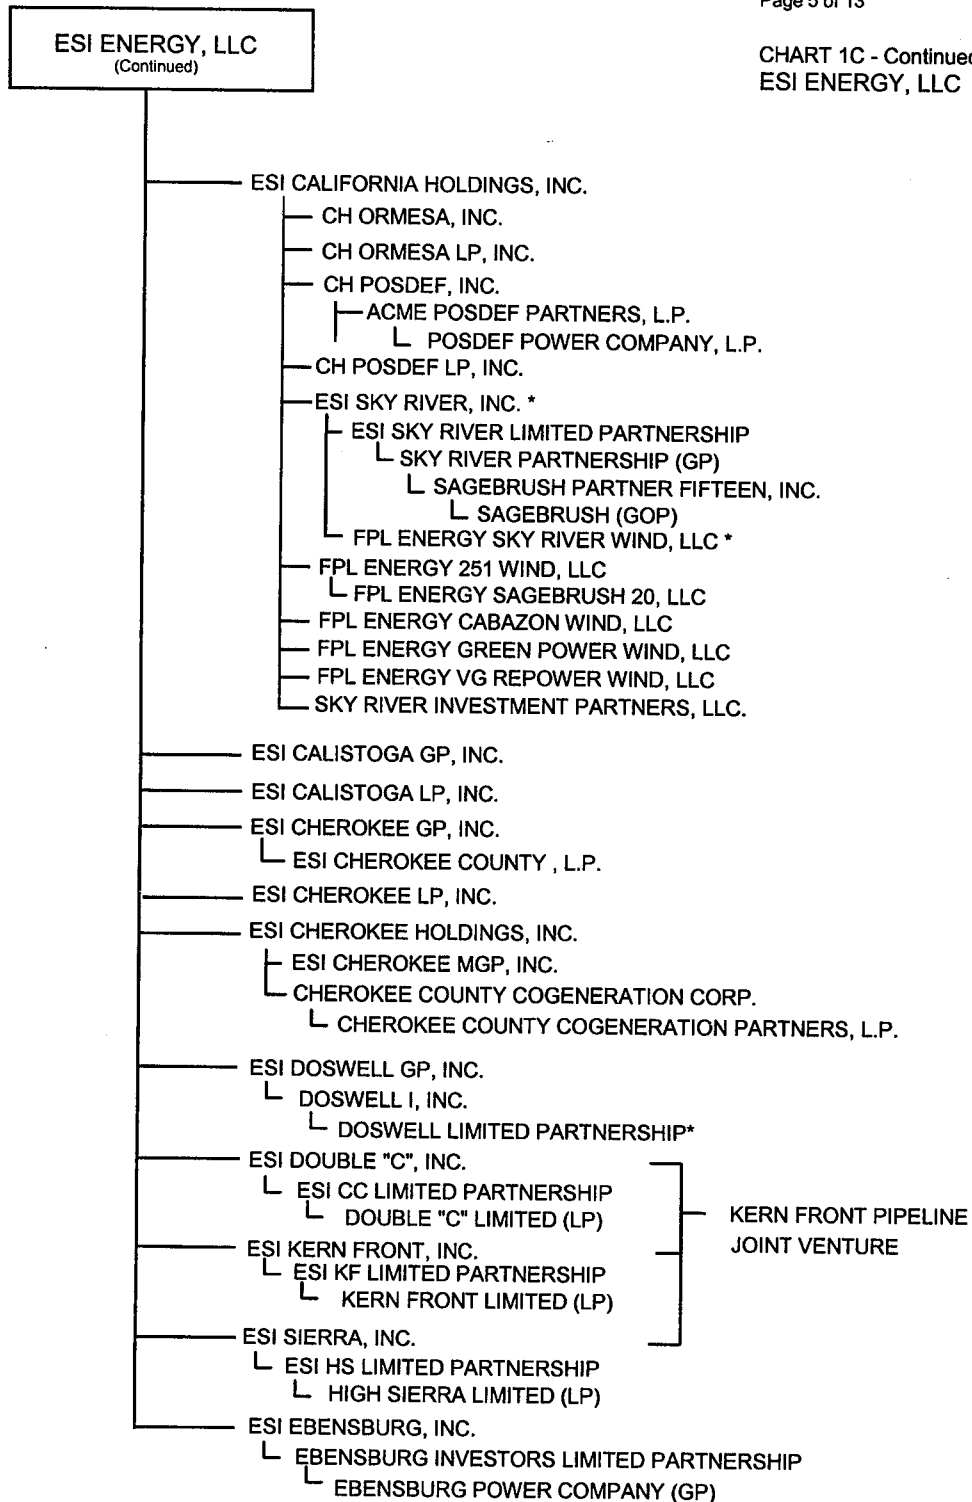 Page 5 of 13
ESI ENERGY, LLC
(Continued)
CHART 1C - Continued
ESI ENERGY, LLC
ESI CALIFORNIA HOLDINGS, INC.
CH ORMESA, INC.
CH ORMESA LP, INC.
CH POSDEF, INC.
ACME POSDEF PARTNERS, L.P.
POSDEF POWER COMPANY, L.P.
CH POSDEF LP, INC.
ESI SKY RIVER, INC. *
ESI SKY RIVER LIMITED PARTNERSHIP
SKY RIVER PARTNERSHIP (GP)
SAGEBRUSH PARTNER FIFTEEN, INC.
SAGEBRUSH (GOP)
FPL ENERGY SKY RIVER WIND, LLC *
FPL ENERGY 251 WIND, LLC
FPL ENERGY SAGEBRUSH 20, LLC
FPL ENERGY CABAZON WIND, LLC
FPL ENERGY GREEN POWER WIND, LLC
FPL ENERGY VG REPOWER WIND, LLC
SKY RIVER INVESTMENT PARTNERS, LLC.
ESI CALISTOGA GP, INC.
ESI CALISTOGA LP, INC.
ESI CHEROKEE GP, INC.
ESI CHEROKEE COUNTY , L.P.
ESI CHEROKEE LP, INC.
ESI CHEROKEE HOLDINGS, INC.
ESI CHEROKEE MGP, INC.
CHEROKEE COUNTY COGENERATION CORP.
CHEROKEE COUNTY COGENERATION PARTNERS, L.P.
ESI DOSWELL GP, INC.
DOSWELL I, INC.
DOSWELL LIMITED PARTNERSHIP*
ESI DOUBLE "C", INC.
ESI CC LIMITED PARTNERSHIP
DOUBLE "C" LIMITED (LP)
KERN FRONT PIPELINE
JOINT VENTURE
ESI KERN FRONT, INC.
ESI KF LIMITED PARTNERSHIP
KERN FRONT LIMITED (LP)
ESI SIERRA, INC.
ESI HS LIMITED PARTNERSHIP
HIGH SIERRA LIMITED (LP)
ESI EBENSBURG, INC.
EBENSBURG INVESTORS LIMITED PARTNERSHIP
EBENSBURG POWER COMPANY (GP)